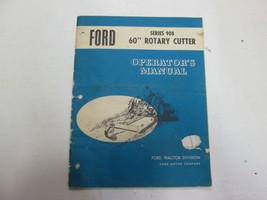 FORD
SERIES 908
60" ROTARY CUTTER
OPERATOR'S
MANUAL
FORD TRACTOR DIVISION
FORD MOTOR COMPANY